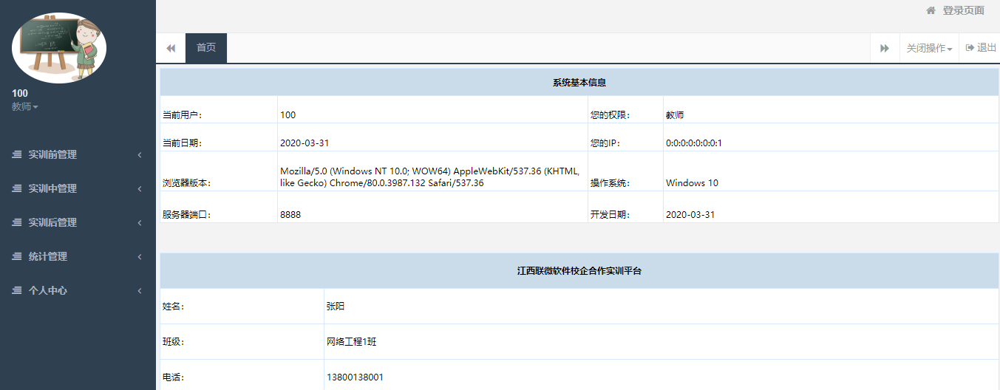 登录页面
首页
关闭操作
退出
100
教师
实训前管理
实训中管理
实训后管理
统计管理
个人中心
系统基本信息
当前用户： 100 您的权限： 教师
当前日期： 2020-03-31 您的IP： 0:0:0:0:0:0:0:1
浏览器版本： Mozilla/5.0 (Windows NT 10.0; WOW64) AppleWebKit/537.36 (KHTML,
like Gecko) Chrome/80.0.3987.132 Safari/537.36 操作系统： Windows 10
服务器端口： 8888 开发日期： 2020-03-31
江西联微软件校企合作实训平台
姓名： 张阳
班级： 网络工程1班
电话： 13800138001